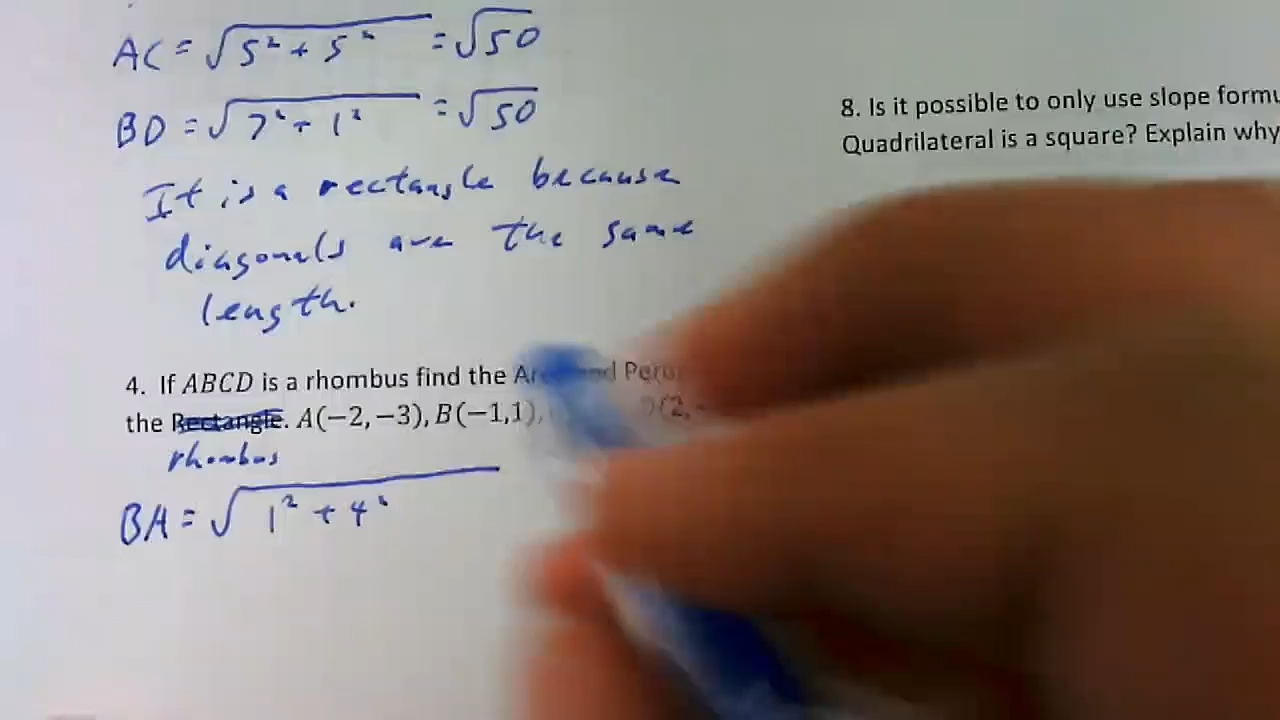 AC = √5² + 5² = √50
BD = √7² + 1² = √50
It is a rectangle because
diagonals are the same
length.
4. If ABCD is a rhombus find the
the Rectangle. A(−2, −3), B(−1,1),
rhombus
BA = √1² + 4²
8. Is it possible to only use slope
Quadrilateral is a square? Explain why